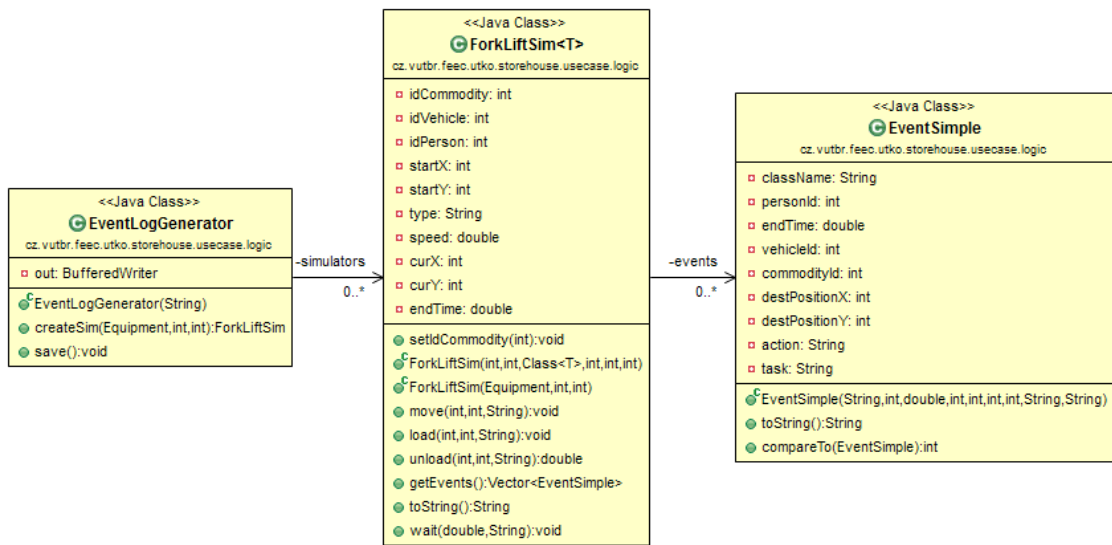 <<Java Class>>
EventLogGenerator
cz.vutbr.feec.utko.storehouse.usecase.logic
out: BufferedWriter
EventLogGenerator(String)
createSim(Equipment,int,int):ForkLiftSim
save():void
-simulators
0..*
<<Java Class>>
ForkLiftSim<T>
cz.vutbr.feec.utko.storehouse.usecase.logic
idCommodity: int
idVehicle: int
idPerson: int
startX: int
startY: int
type: String
speed: double
curX: int
curY: int
endTime: double
setIdCommodity(int):void
ForkLiftSim(int,int,Class<T>,int,int,int)
ForkLiftSim(Equipment,int,int)
move(int,int,String):void
load(int,int,String):void
unload(int,int,String):double
getEvents():Vector<EventSimple>
toString():String
wait(double,String):void
-events
0..*
<<Java Class>>
EventSimple
cz.vutbr.feec.utko.storehouse.usecase.logic
className: String
personId: int
endTime: double
vehicleId: int
commodityId: int
destPositionX: int
destPositionY: int
action: String
task: String
EventSimple(String,int,double,int,int,int,int,String,String)
toString():String
compareTo(EventSimple):int